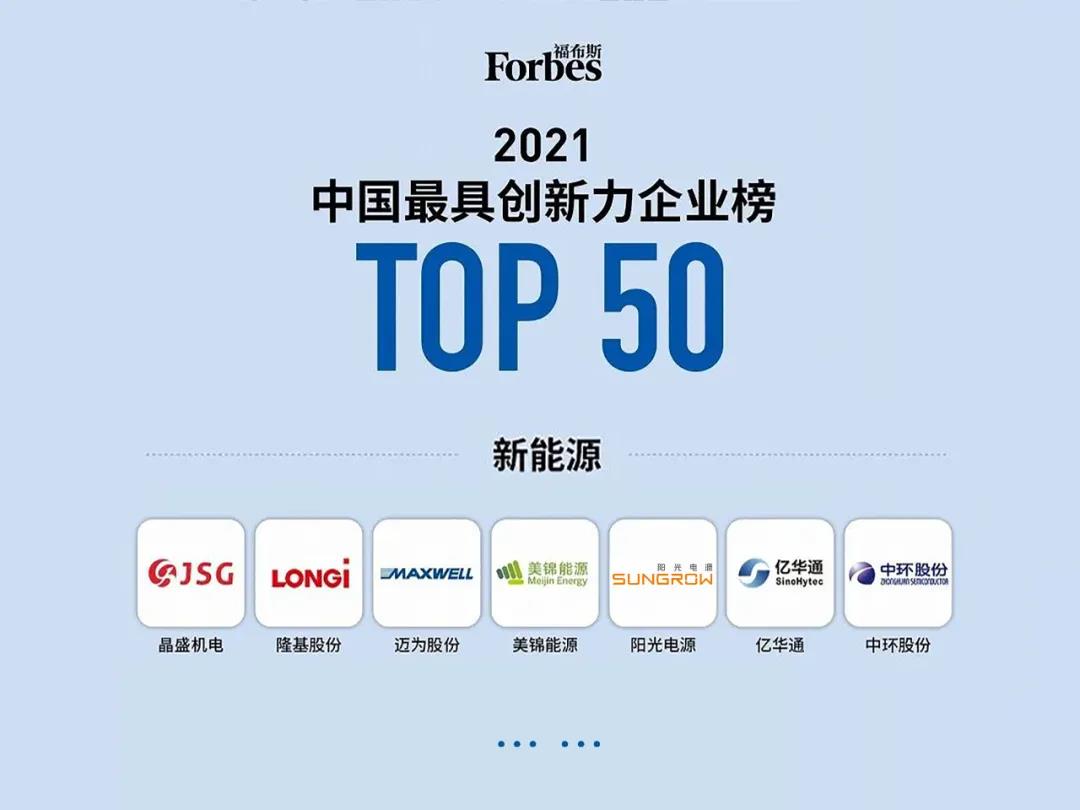 福布斯
Forbes
2021
中国最具创新力企业榜
TOP 50
新能源
JSG
LONGi
MAXWELL
美锦能源
Meijin Energy
阳光电源
SUNGROW
亿华通
SinoHytec
中环股份
ZHONGHUAN SEMICONDUCTOR
晶盛机电
隆基股份
迈为股份
美锦能源
阳光电源
亿华通
中环股份